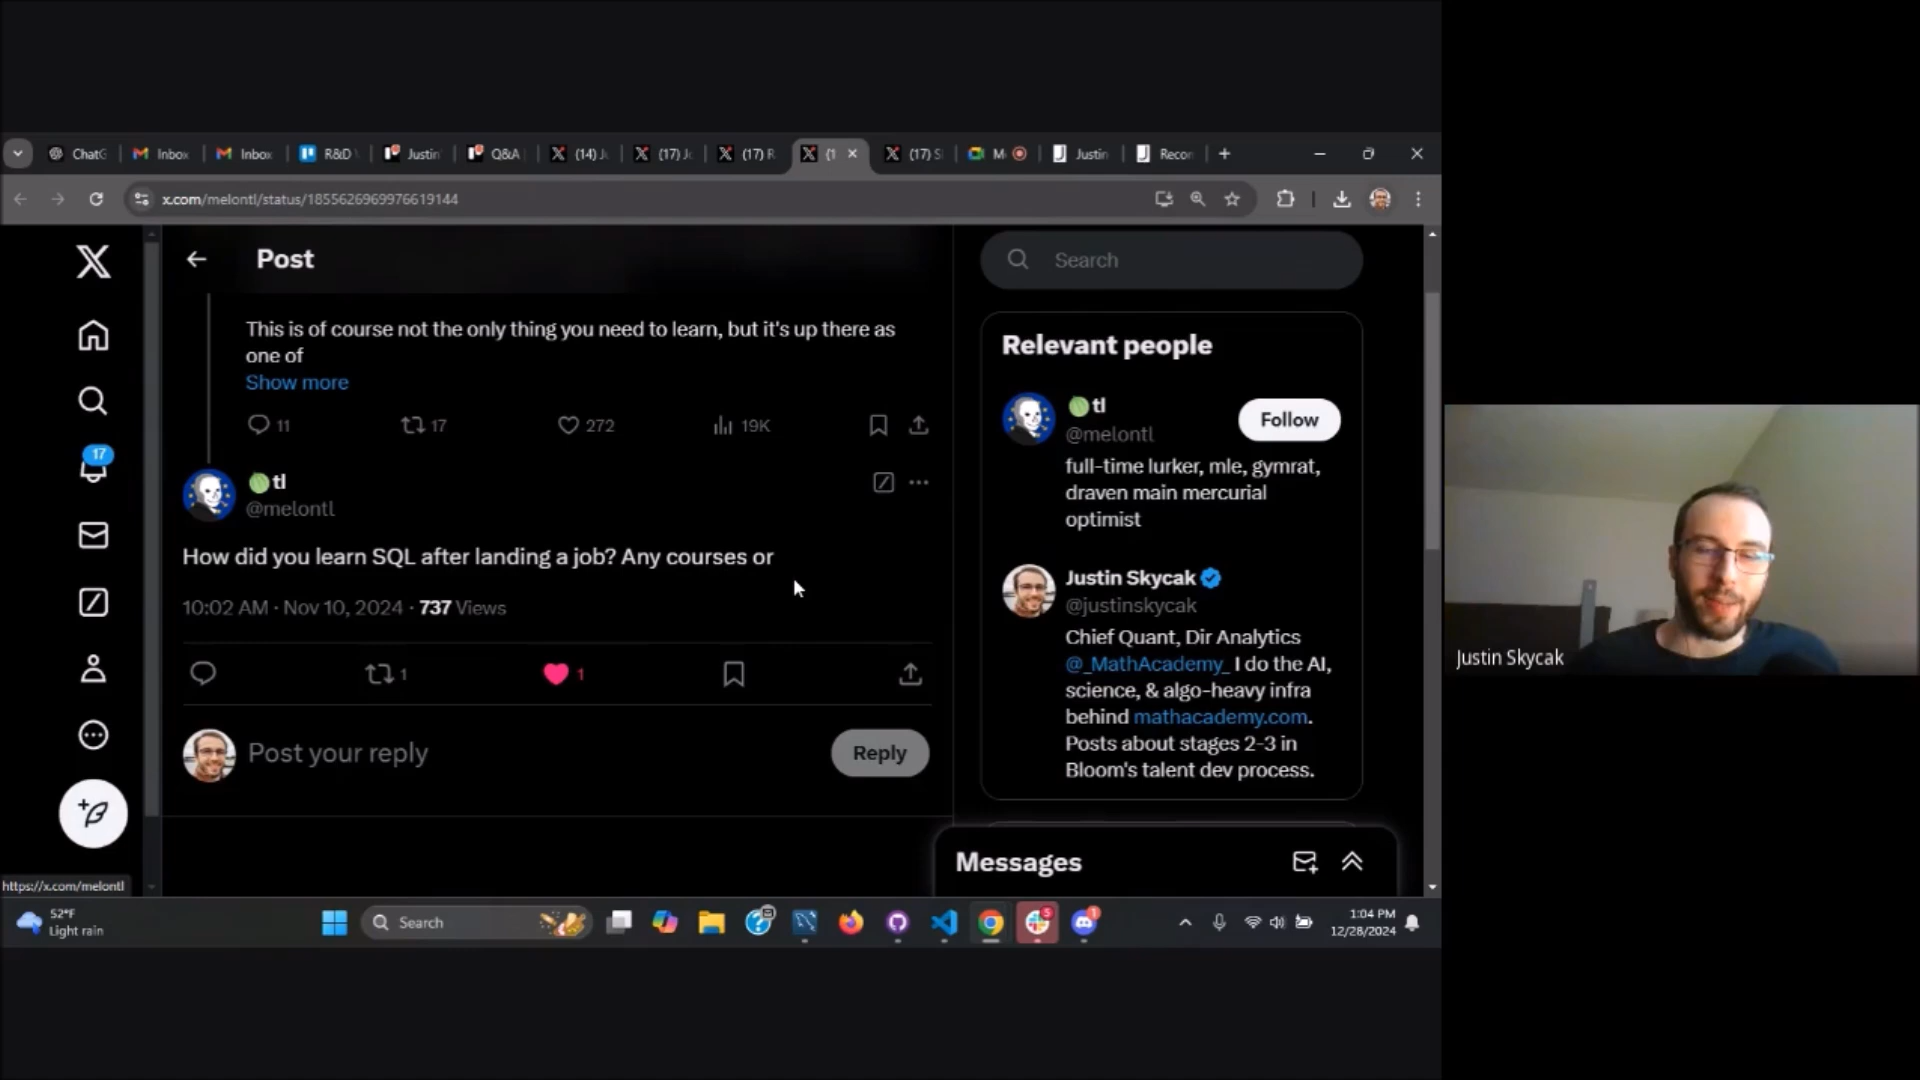 ChatG
Inbox
Inbox
R&D
Justin
Q&A
(14) J
(17) Jc
(17) R
(1
(17) S
M
Justin
Recor
x.com/melontl/status/1855626969976619144
Post
This is of course not the only thing you need to learn, but it's up there as
one of
Show more
11
17
272
19K
tl
@melontl
How did you learn SQL after landing a job? Any courses or
10:02 AM · Nov 10, 2024 · 737 Views
1
1
Post your reply
Reply
17
Search
Relevant people
tl
@melontl
Follow
full-time lurker, mle, gymrat,
draven main mercurial
optimist
Justin Skycak
@justinskycak
Chief Quant, Dir Analytics
@_MathAcademy_ I do the AI,
science, & algo-heavy infra
behind mathacademy.com.
Posts about stages 2-3 in
Bloom's talent dev process.
Messages
https://x.com/melontl
52°F
Light rain
Search
5
1
1:04 PM
12/28/2024
Justin Skycak